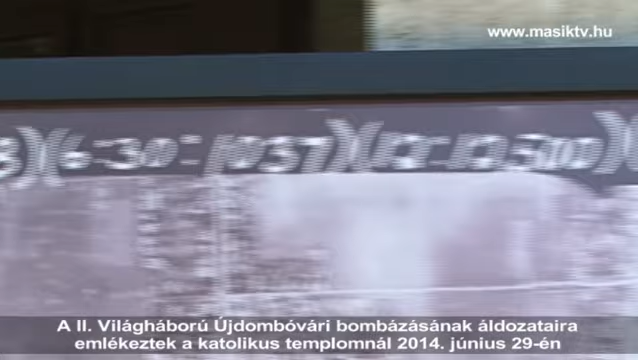 www.masiktv.hu
A II. Világháború Újdombóvári bombázásának áldozataira
emlékeztek a katolikus templomnál 2014. június 29-én